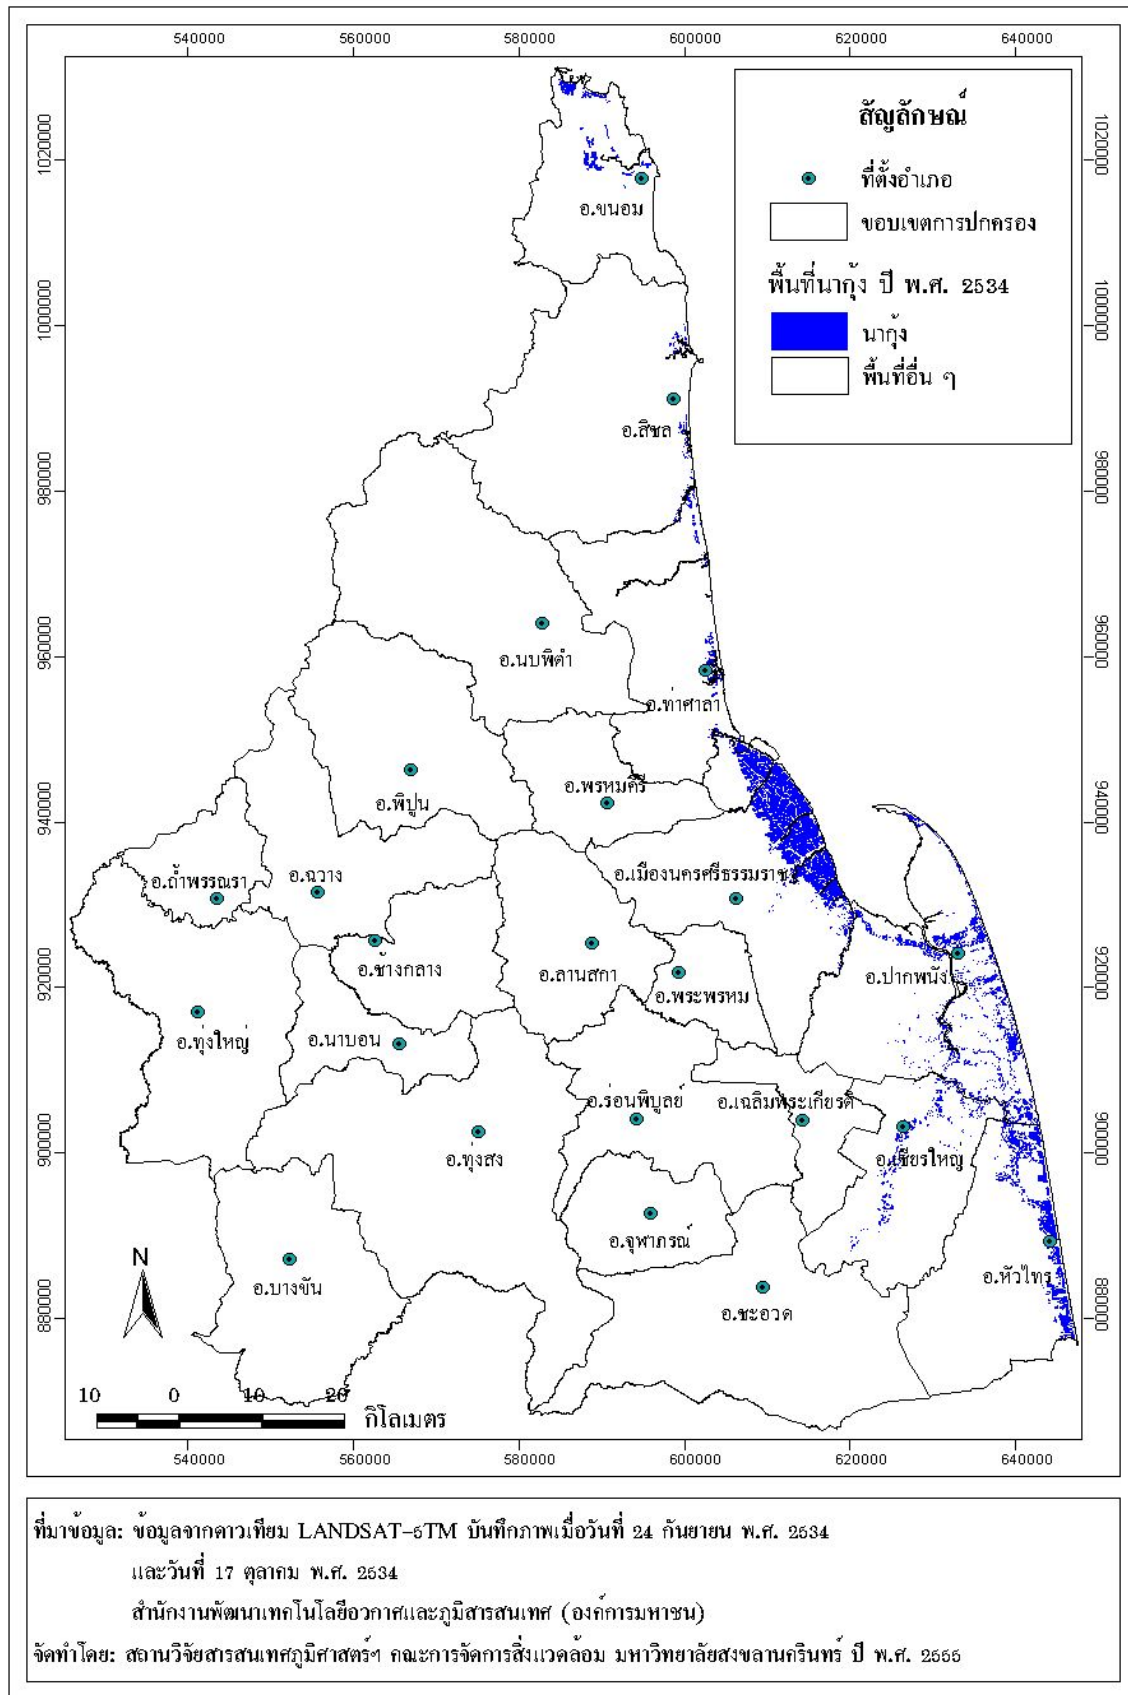 540000 560000 580000 600000 620000 640000
สัญลักษณ์
ที่ตั้งอำเภอ
ขอบเขตการปกครอง
พื้นที่นากุ้ง ปี พ.ศ. 2534
นากุ้ง
พื้นที่อื่น ๆ
1020000 1020000
1000000 1000000
980000 980000
960000 960000
940000 940000
920000 920000
900000 900000
880000 880000
อ.ขนอม
อ.สิชล
อ.นบพิตำ
อ.ท่าศาลา
อ.พรหมคีรี
อ.พิปูน
อ.เมืองนครศรีธรรมราช
อ.ถ้ำพรรณรา
อ.ฉวาง
อ.ช้างกลาง
อ.ลานสกา
อ.พระพรหม
อ.ปากพนัง
อ.ทุ่งใหญ่
อ.นาบอน
อ.ร่อนพิบูลย์
อ.เฉลิมพระเกียรติ
อ.ทุ่งสง
อ.เชียรใหญ่
อ.จุฬาภรณ์
อ.หัวไทร
อ.บางขัน
อ.ชะอวด
N
10 0 10 20
กิโลเมตร
540000 560000 580000 600000 620000 640000
ที่มาข้อมูล: ข้อมูลจากดาวเทียม LANDSAT-5TM บันทึกภาพเมื่อวันที่ 24 กันยายน พ.ศ. 2534
และวันที่ 17 ตุลาคม พ.ศ. 2534
สำนักงานพัฒนาเทคโนโลยีอวกาศและภูมิสารสนเทศ (องค์การมหาชน)
จัดทำโดย: สถานวิจัยสารสนเทศภูมิศาสตร์ฯ คณะการจัดการสิ่งแวดล้อม มหาวิทยาลัยสงขลานครินทร์ ปี พ.ศ. 2555